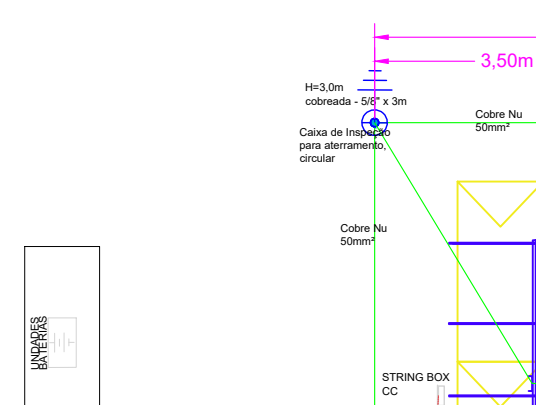 3,50m
H=3,0m
cobreada - 5/8" x 3m
Cobre Nu
50mm²
Caixa de Inspeção
para aterramento,
circular
Cobre Nu
50mm²
UNDADES
BATERIAS
STRING BOX
CC